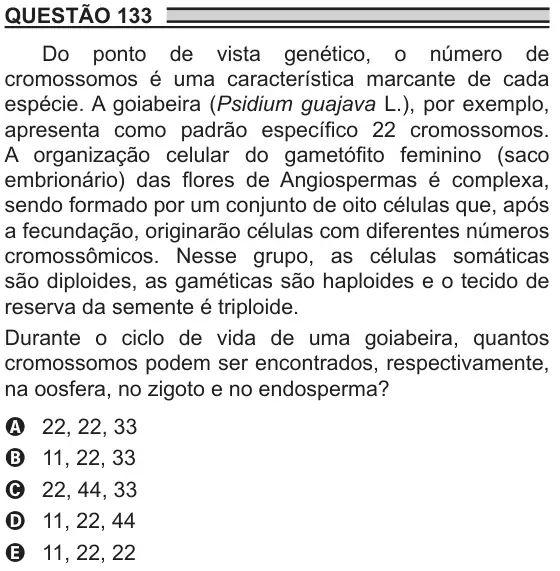 QUESTÃO 133
Do ponto de vista genético, o número de
cromossomos é uma característica marcante de cada
espécie. A goiabeira (Psidium guajava L.), por exemplo,
apresenta como padrão específico 22 cromossomos.
A organização celular do gametófito feminino (saco
embrionário) das flores de Angiospermas é complexa,
sendo formado por um conjunto de oito células que, após
a fecundação, originarão células com diferentes números
cromossômicos. Nesse grupo, as células somáticas
são diploides, as gaméticas são haploides e o tecido de
reserva da semente é triploide.
Durante o ciclo de vida de uma goiabeira, quantos
cromossomos podem ser encontrados, respectivamente,
na oosfera, no zigoto e no endosperma?
A 22, 22, 33
B 11, 22, 33
C 22, 44, 33
D 11, 22, 44
E 11, 22, 22